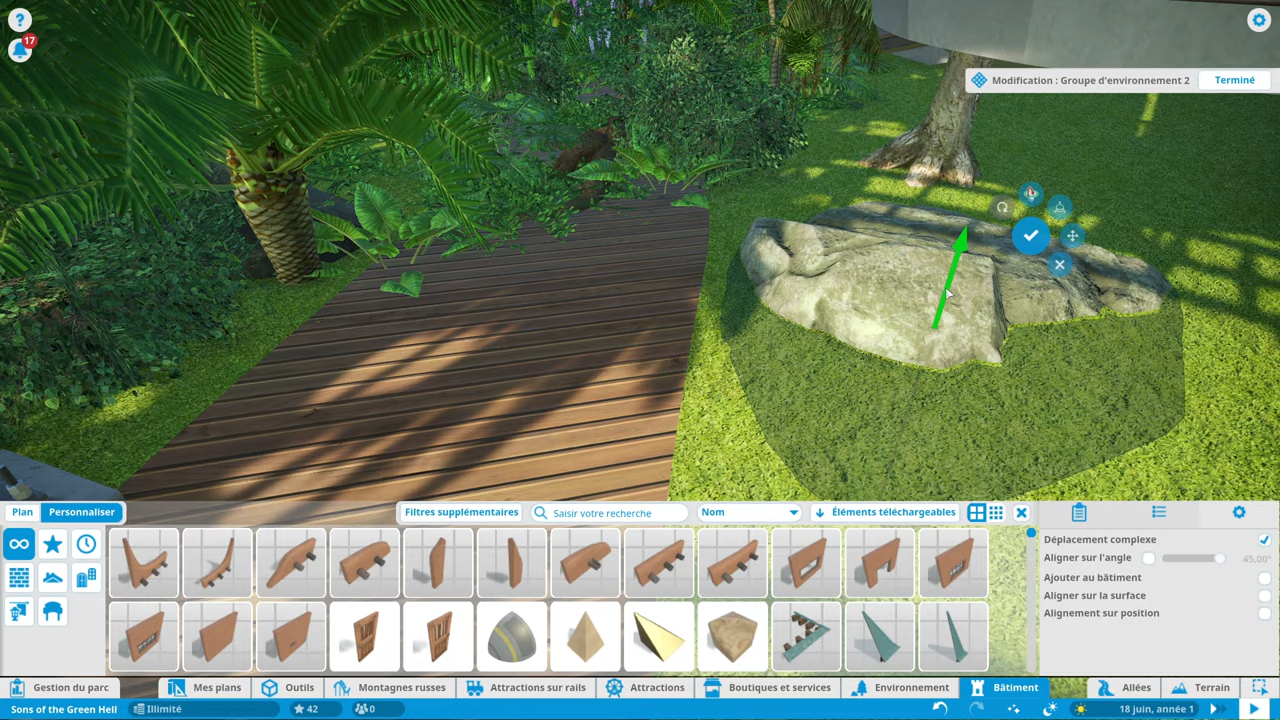 ?
17
Modification : Groupe d'environnement 2
Terminé
Plan
Personnaliser
Filtres supplémentaires
Saisir votre recherche
Nom
Éléments téléchargeables
Déplacement complexe
Aligner sur l'angle
45,00°
Ajouter au bâtiment
Aligner sur la surface
Alignement sur position
Gestion du parc
Mes plans
Outils
Montagnes russes
Attractions sur rails
Attractions
Boutiques et services
Environnement
Bâtiment
Allées
Terrain
Sons of the Green Hell
Illimité
42
0
18 juin, année 1